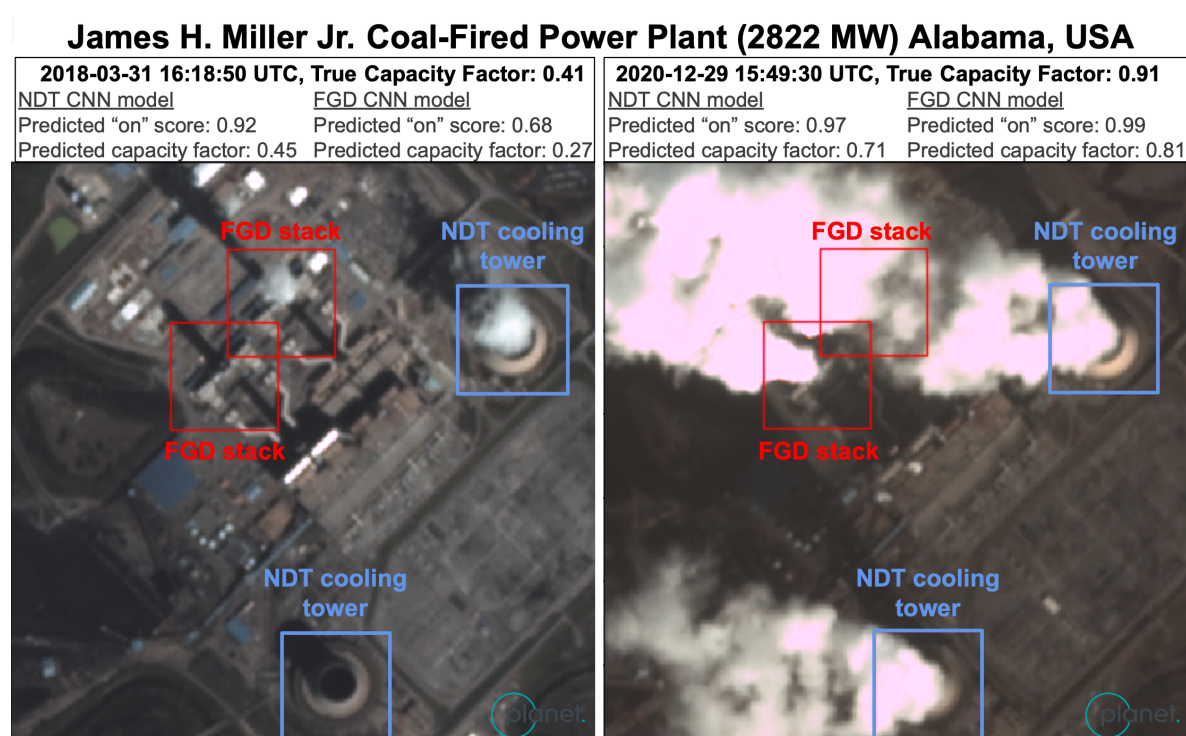 James H. Miller Jr. Coal-Fired Power Plant (2822 MW) Alabama, USA
2018-03-31 16:18:50 UTC, True Capacity Factor: 0.41
NDT CNN model FGD CNN model
Predicted “on” score: 0.92 Predicted “on” score: 0.68
Predicted capacity factor: 0.45 Predicted capacity factor: 0.27
FGD stack
NDT cooling
tower
FGD stack
NDT cooling
tower
planet.
2020-12-29 15:49:30 UTC, True Capacity Factor: 0.91
NDT CNN model FGD CNN model
Predicted “on” score: 0.97 Predicted “on” score: 0.99
Predicted capacity factor: 0.71 Predicted capacity factor: 0.81
FGD stack
NDT cooling
tower
FGD stack
NDT cooling
tower
planet.